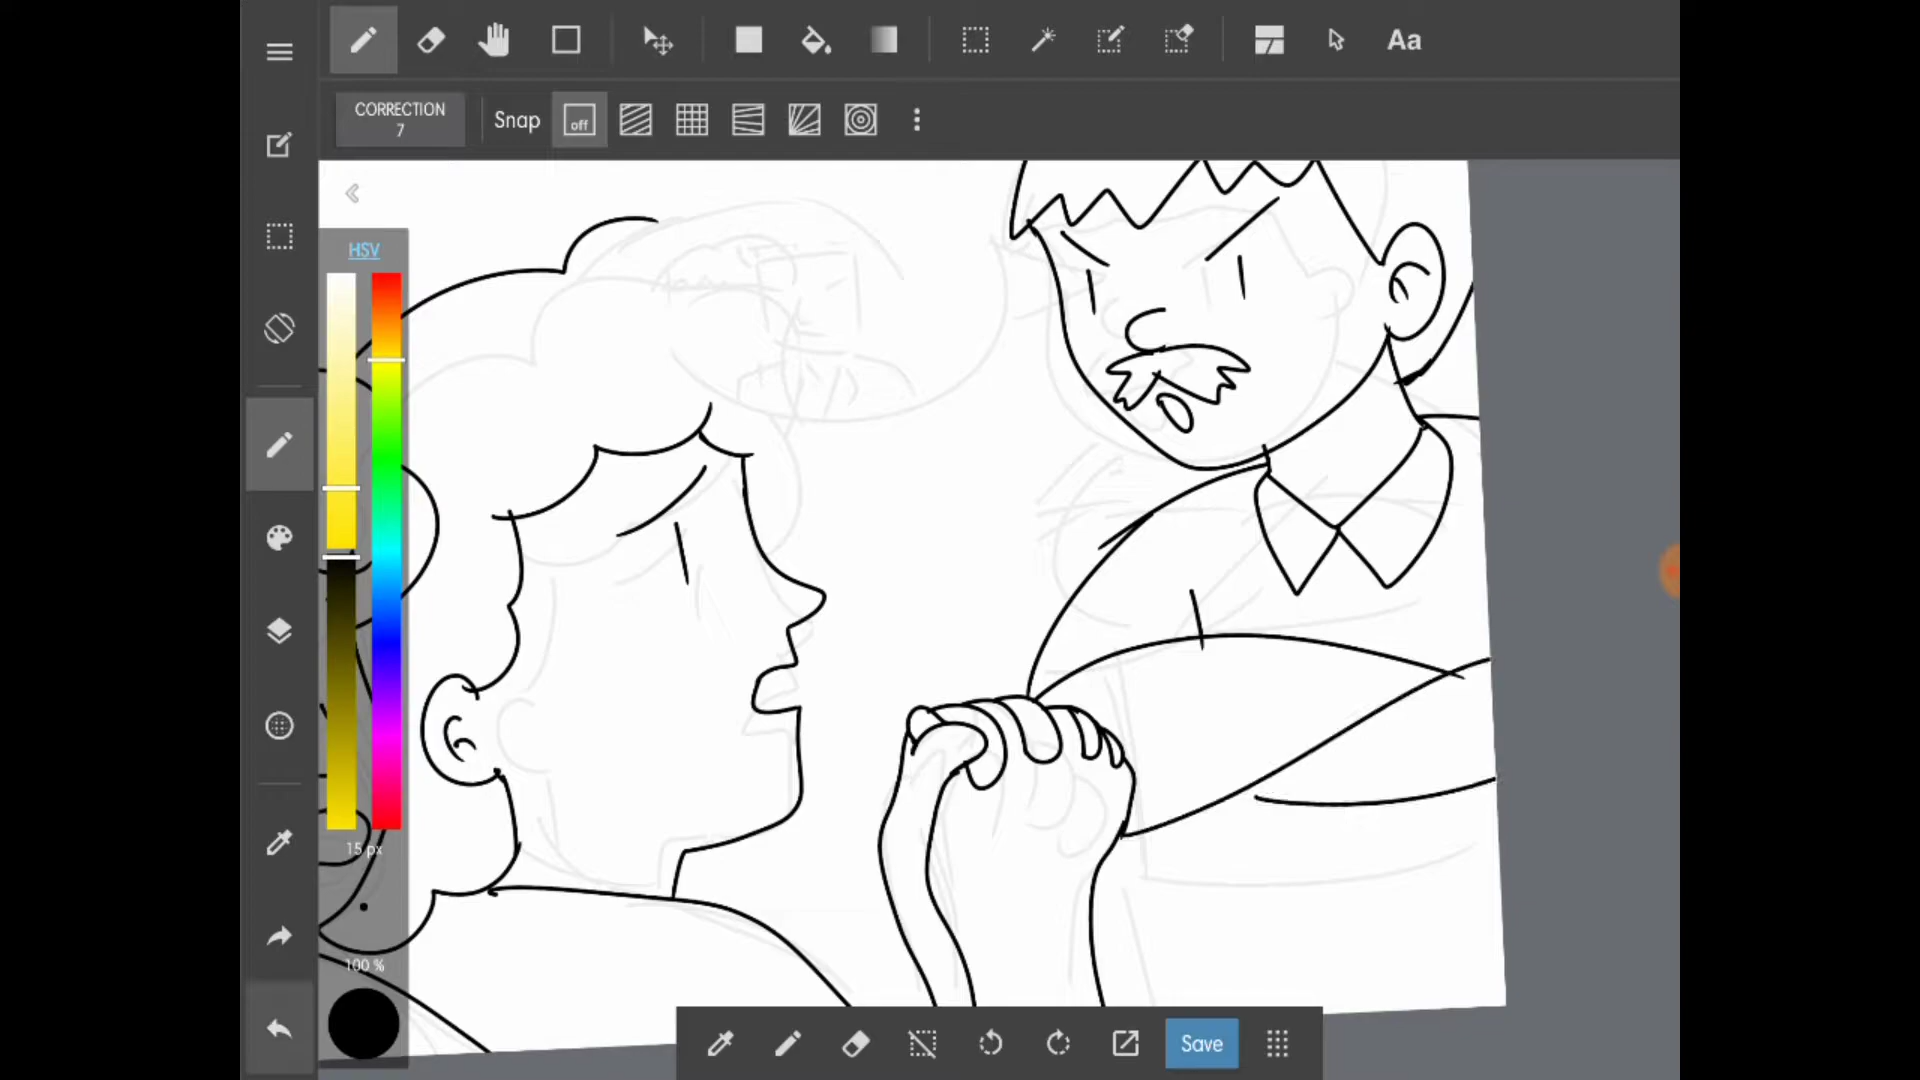 Aa
CORRECTION
7
Snap
off
HSV
15 px
100 %
Save